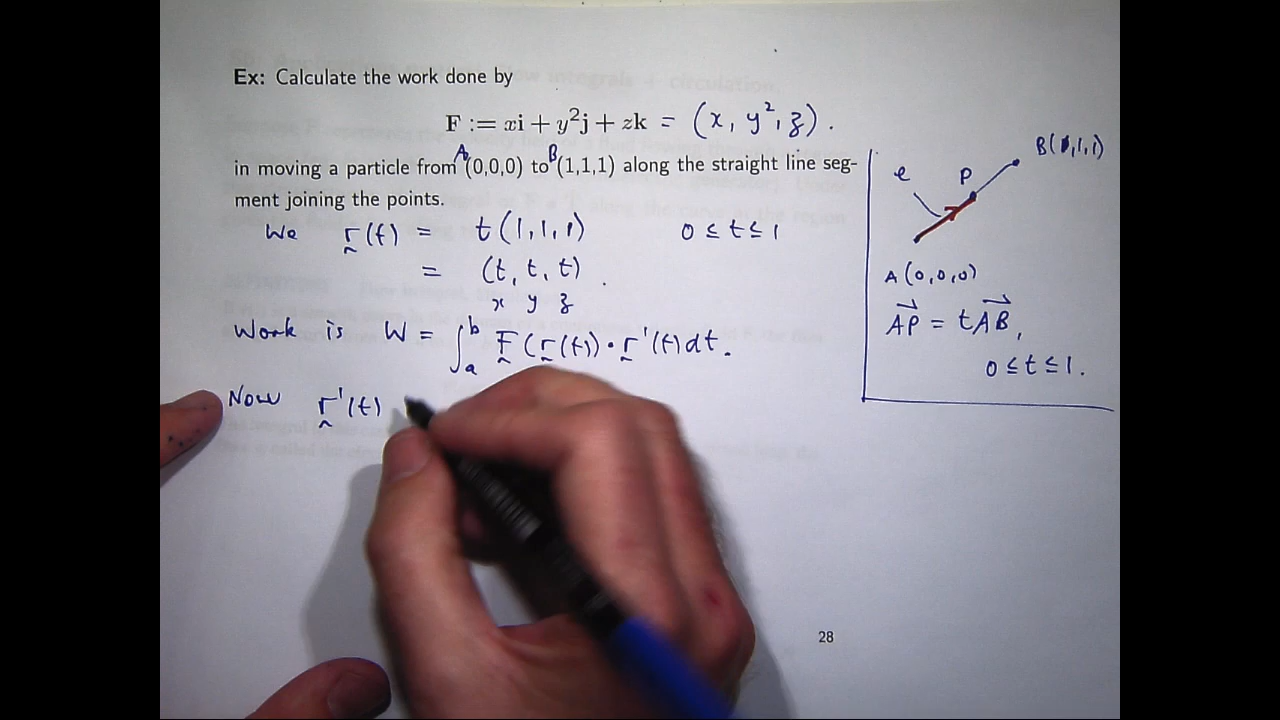 Ex: Calculate the work done by
F := xi + y²j + zk = (x, y², z).
in moving a particle from (0,0,0) to (1,1,1) along the straight line seg-
A B
ment joining the points.
We r(t) = t(1,1,1) 0 ≤ t ≤ 1
= (t, t, t).
x y z
Work is W = ∫ₐᵇ F(r(t)) · r'(t) dt.
Now r'(t)
B(1,1,1)
P
e
A(0,0,0)
AP = tAB,
0 ≤ t ≤ 1.
28